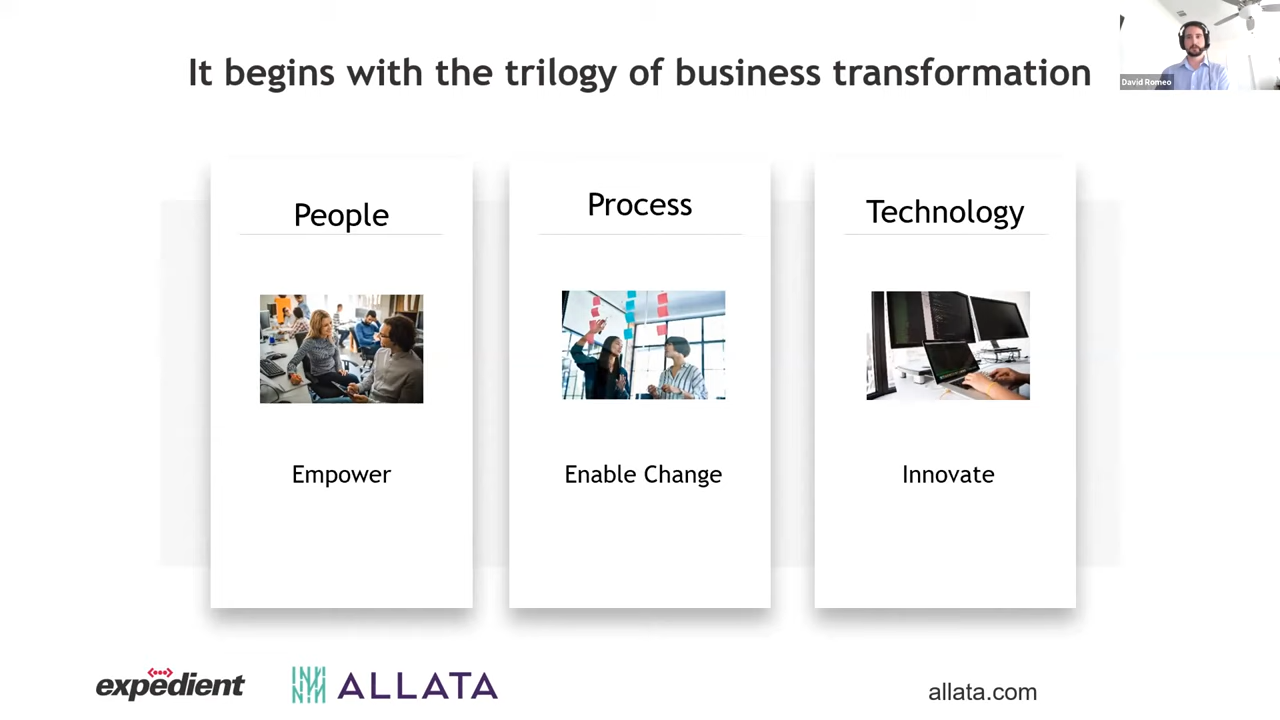 It begins with the trilogy of business transformation
David Romeo
People
Process
Technology
Empower
Enable Change
Innovate
expedient
ALLATA
allata.com